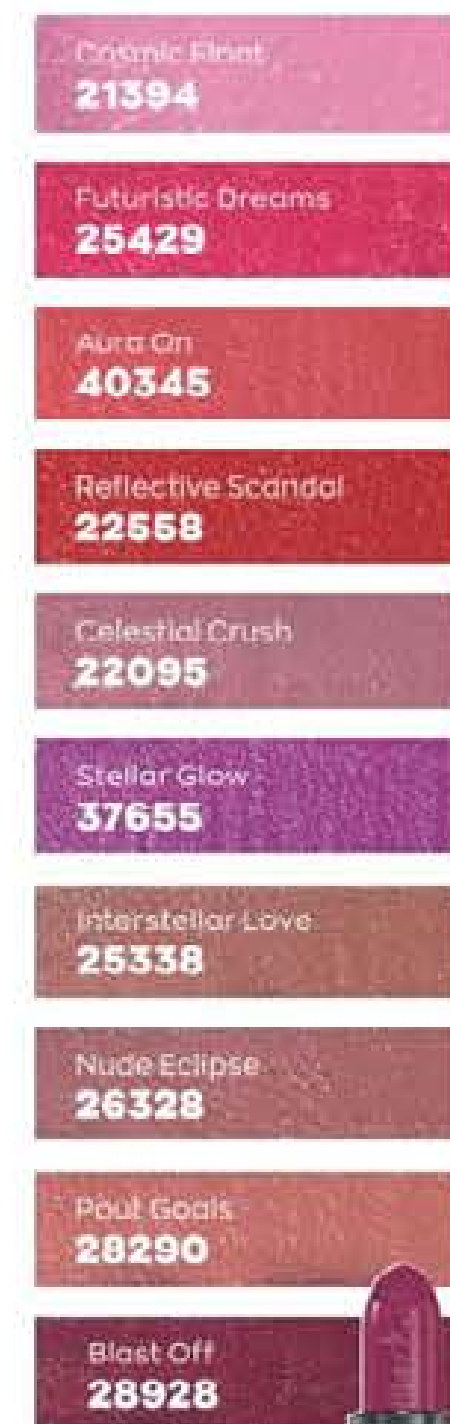 Cosmic Float
21394
Futuristic Dreams
25429
Aura On
40345
Reflective Scandal
22558
Celestial Crush
22095
Stellar Glow
37655
Interstellar Love
25338
Nude Eclipse
26328
Pout Goals
28290
Blast Off
28928